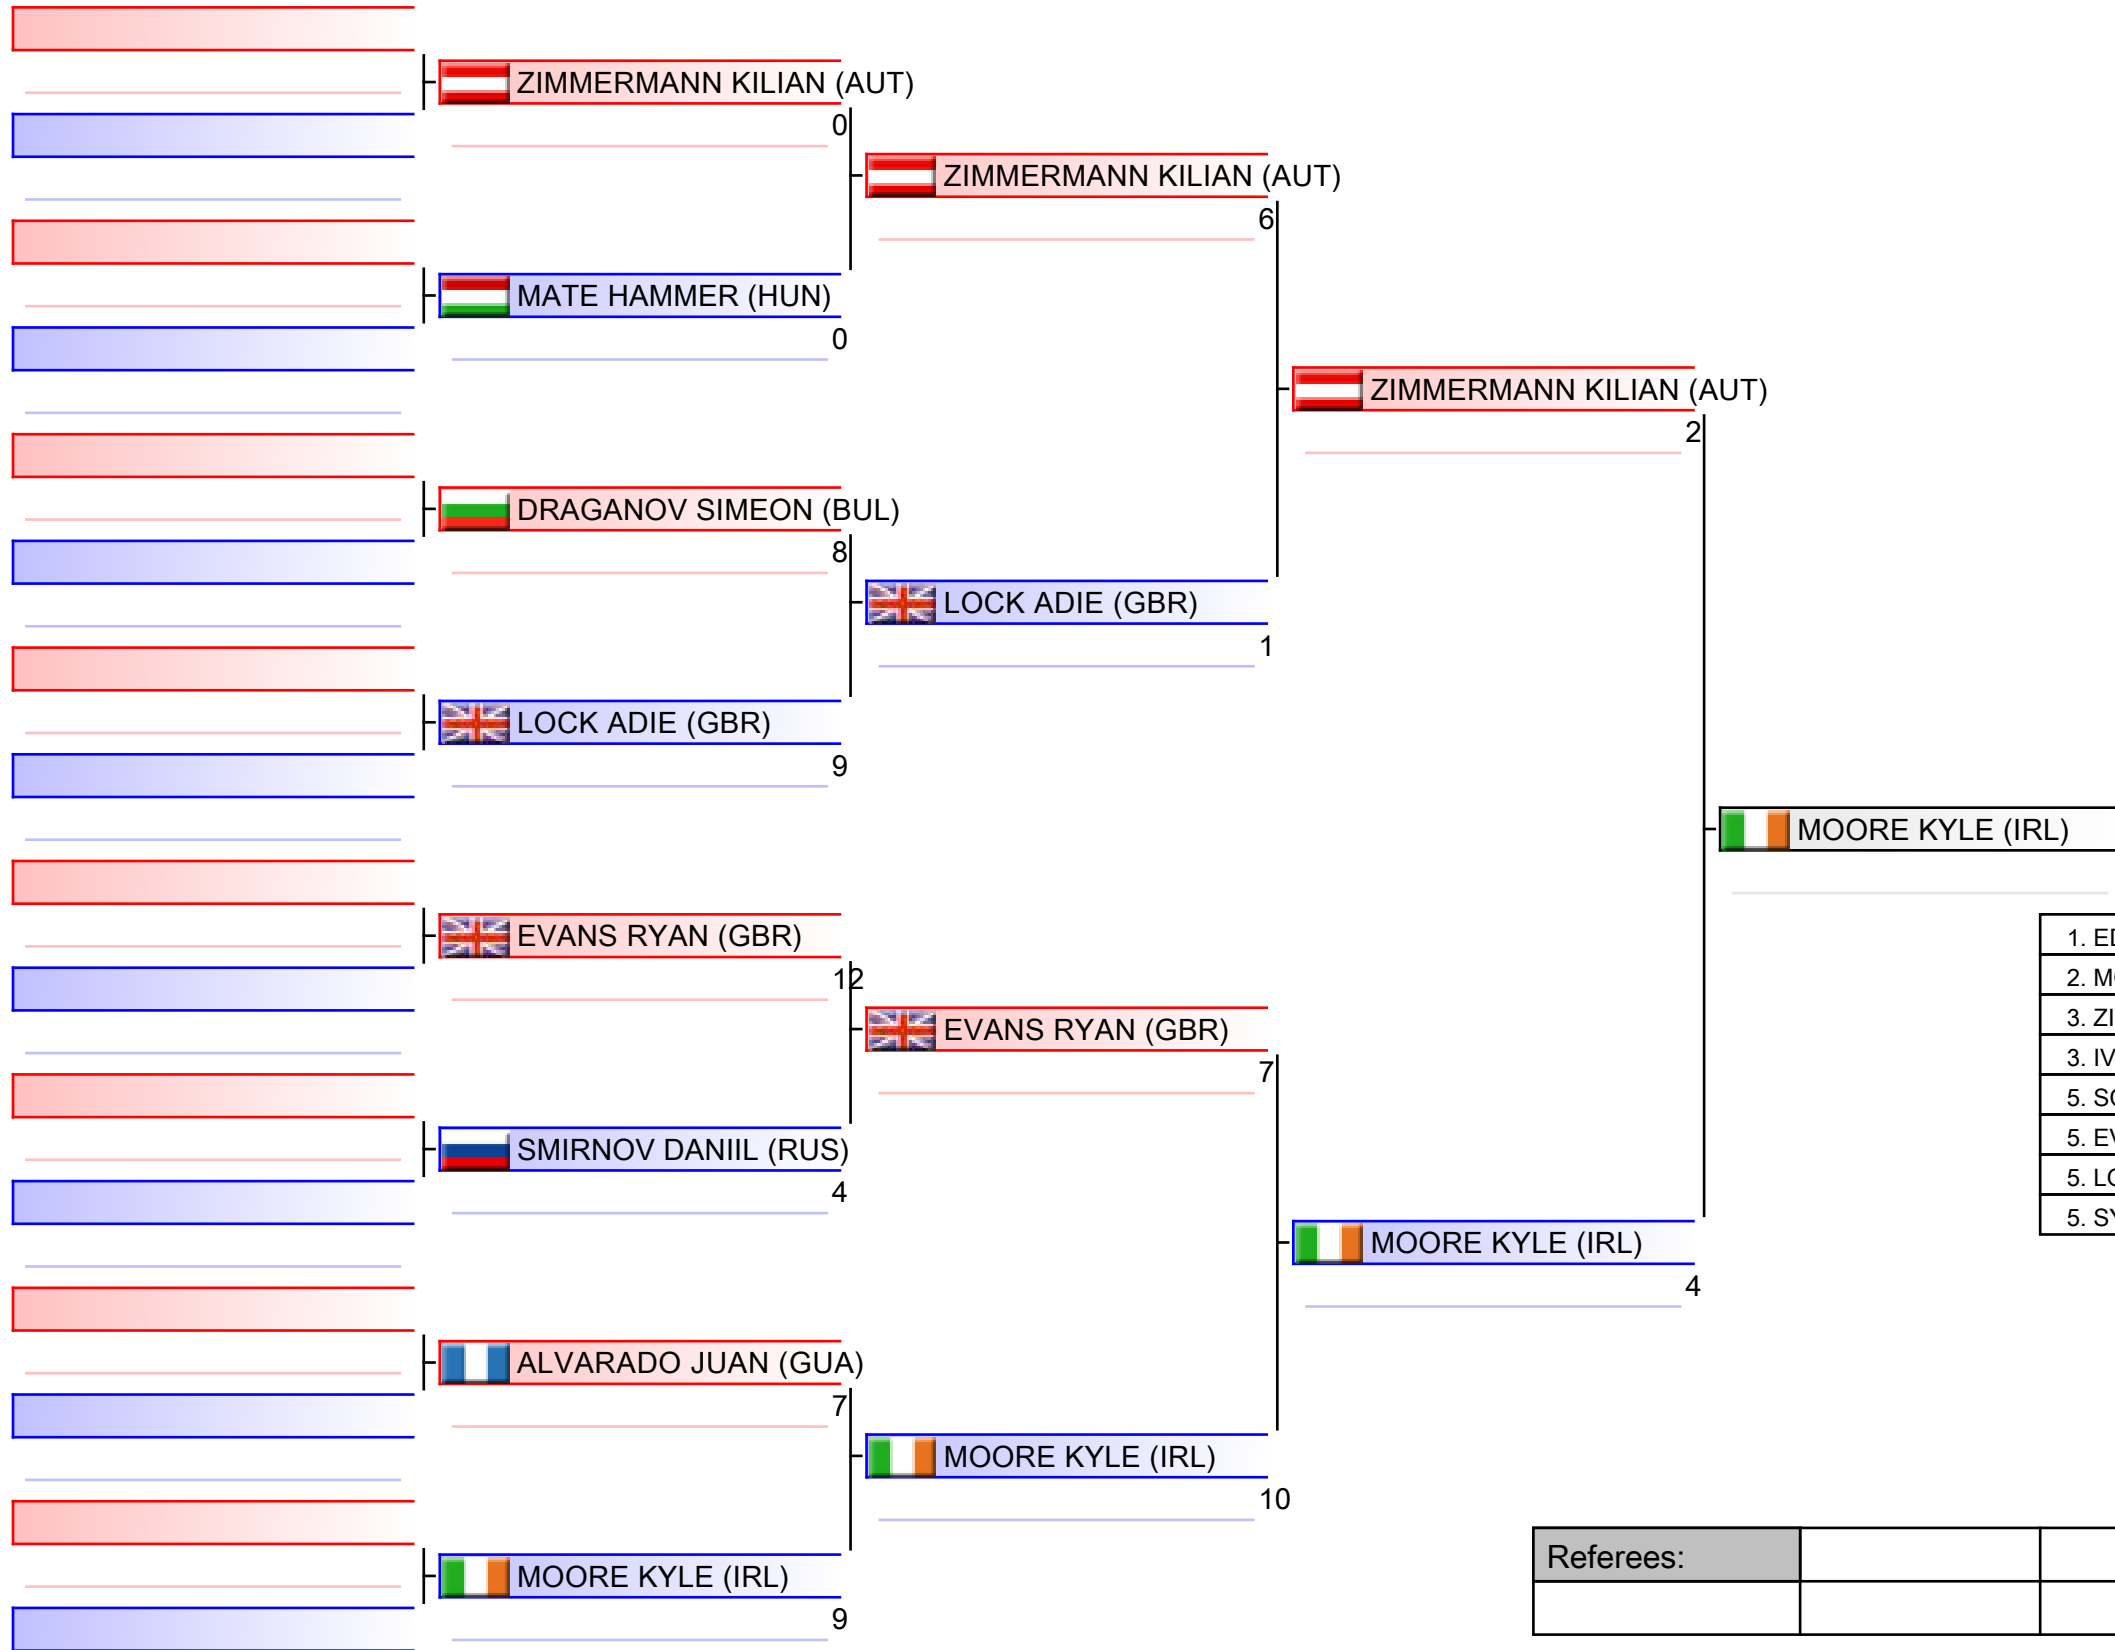 ZIMMERMANN KILIAN (AUT)
0
ZIMMERMANN KILIAN (AUT)
6
MATE HAMMER (HUN)
0
ZIMMERMANN KILIAN (AUT)
2
DRAGANOV SIMEON (BUL)
8
LOCK ADIE (GBR)
1
LOCK ADIE (GBR)
9
MOORE KYLE (IRL)
EVANS RYAN (GBR)
12
EVANS RYAN (GBR)
7
SMIRNOV DANIIL (RUS)
4
MOORE KYLE (IRL)
4
ALVARADO JUAN (GUA)
7
MOORE KYLE (IRL)
10
MOORE KYLE (IRL)
9
1.
2.
3. ZI
3. IV
5.
5.
5.
5.
Referees: